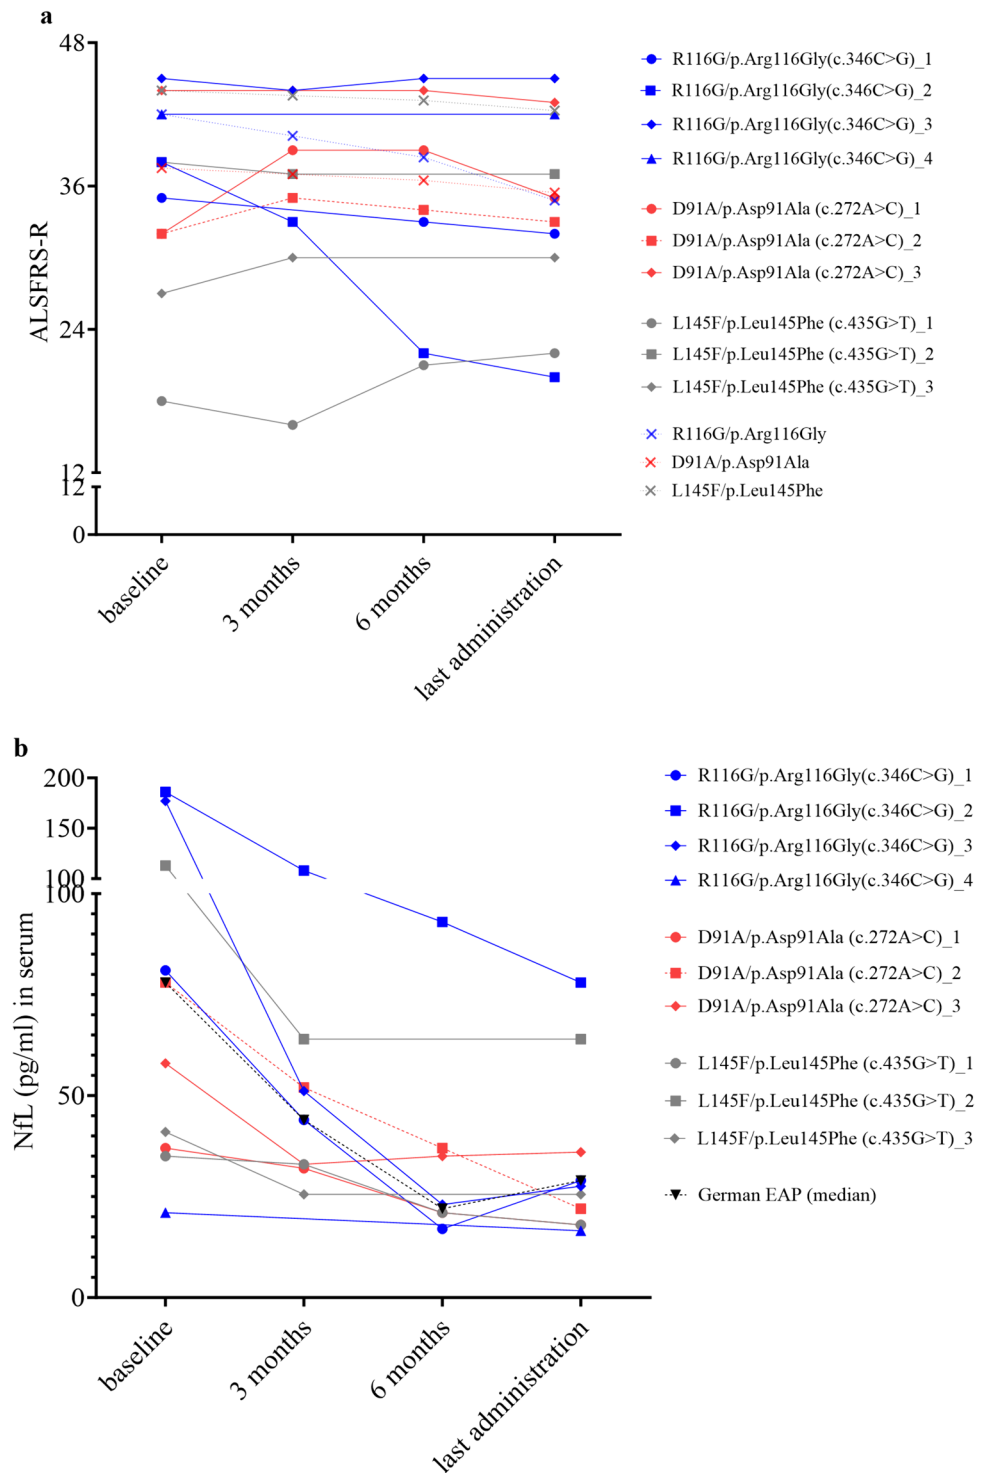 a
48
36
24
12
12
0
ALSFRS-R
baseline
3 months
6 months
last administration
R116G/p.Arg116Gly(c.346C>G)_1
R116G/p.Arg116Gly(c.346C>G)_2
R116G/p.Arg116Gly(c.346C>G)_3
R116G/p.Arg116Gly(c.346C>G)_4
D91A/p.Asp91Ala (c.272A>C)_1
D91A/p.Asp91Ala (c.272A>C)_2
D91A/p.Asp91Ala (c.272A>C)_3
L145F/p.Leu145Phe (c.435G>T)_1
L145F/p.Leu145Phe (c.435G>T)_2
L145F/p.Leu145Phe (c.435G>T)_3
R116G/p.Arg116Gly
D91A/p.Asp91Ala
L145F/p.Leu145Phe
b
200
150
100
100
50
0
NfL (pg/ml) in serum
baseline
3 months
6 months
last administration
R116G/p.Arg116Gly(c.346C>G)_1
R116G/p.Arg116Gly(c.346C>G)_2
R116G/p.Arg116Gly(c.346C>G)_3
R116G/p.Arg116Gly(c.346C>G)_4
D91A/p.Asp91Ala (c.272A>C)_1
D91A/p.Asp91Ala (c.272A>C)_2
D91A/p.Asp91Ala (c.272A>C)_3
L145F/p.Leu145Phe (c.435G>T)_1
L145F/p.Leu145Phe (c.435G>T)_2
L145F/p.Leu145Phe (c.435G>T)_3
German EAP (median)